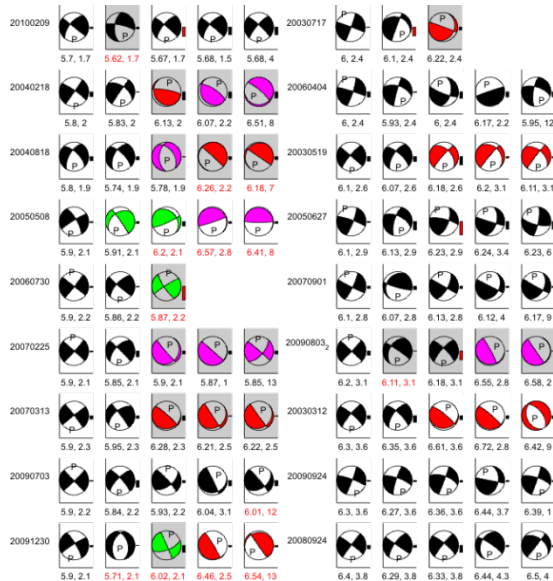 20100209 5.7, 1.7 5.62, 1.7 5.67, 1.7 5.68, 1.5 5.68, 4
20030717 6, 2.4 6.1, 2.4 6.22, 2.4
20040218 5.8, 2 5.83, 2 6.13, 2 6.07, 2.2 6.51, 8
20060404 6, 2.4 5.93, 2.4 6, 2.4 6.17, 2.2 5.95, 12
20040818 5.8, 1.9 5.74, 1.9 5.78, 1.9 6.26, 2.2 6.18, 7
20030519 6.1, 2.6 6.07, 2.6 6.18, 2.6 6.2, 3.1 6.11, 3.1
20050508 5.9, 2.1 5.91, 2.1 6.2, 2.1 6.57, 2.8 6.41, 8
20050627 6.1, 2.9 6.13, 2.9 6.23, 2.9 6.24, 3.4 6.23, 6
20060730 5.9, 2.2 5.86, 2.2 5.87, 2.2
20070901 6.1, 2.8 6.07, 2.8 6.13, 2.8 6.12, 4 6.17, 9
20070225 5.9, 2.1 5.85, 2.1 5.9, 2.1 5.87, 1 5.85, 13
20090803₂ 6.2, 3.1 6.11, 3.1 6.18, 3.1 6.55, 2.8 6.58, 2
20070313 5.9, 2.3 5.95, 2.3 6.28, 2.3 6.21, 2.5 6.22, 2.5
20030312 6.3, 3.6 6.35, 3.6 6.61, 3.6 6.72, 2.8 6.42, 9
20090703 5.9, 2.2 5.84, 2.2 5.93, 2.2 6.04, 3.1 6.01, 12
20090924 6.3, 3.6 6.27, 3.6 6.36, 3.6 6.44, 3.7 6.39, 1
20091230 5.9, 2.1 5.71, 2.1 6.02, 2.1 6.46, 2.5 6.54, 13
20080924 6.4, 3.8 6.29, 3.8 6.33, 3.8 6.44, 4.3 6.5, 4